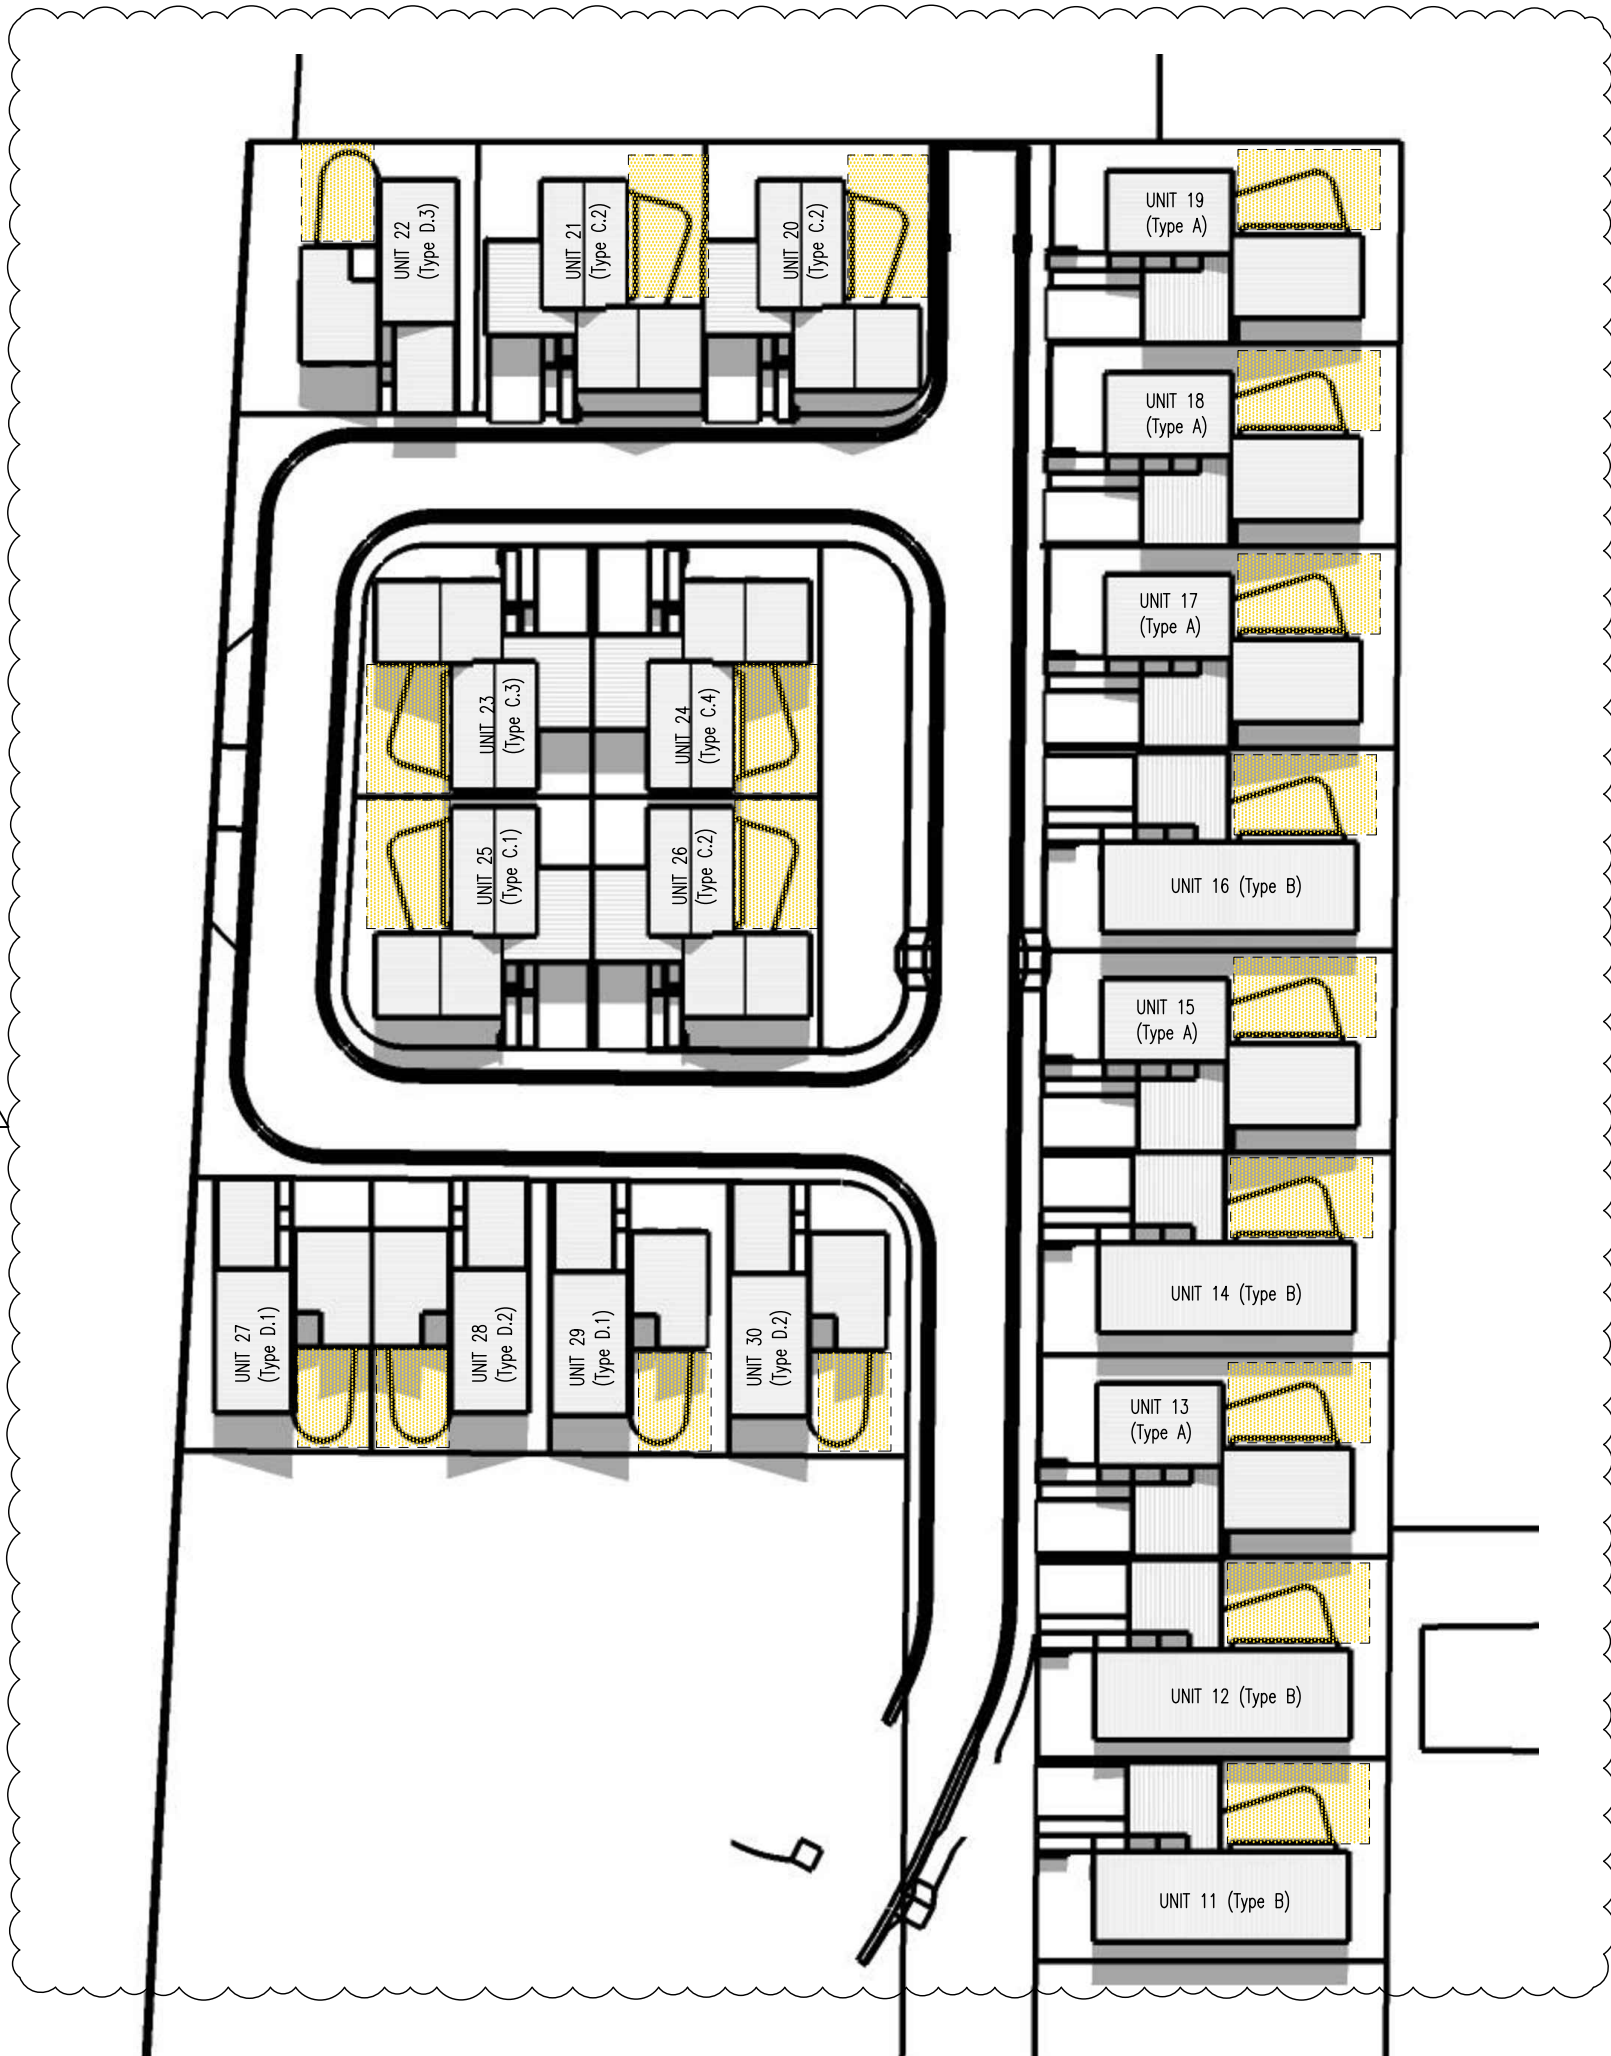 UNIT 22
(Type D.3)
UNIT 21
(Type C.2)
UNIT 20
(Type C.2)
UNIT 19
(Type A)
UNIT 18
(Type A)
UNIT 17
(Type A)
UNIT 23
(Type C.3)
UNIT 24
(Type C.4)
UNIT 25
(Type C.1)
UNIT 26
(Type C.2)
UNIT 16 (Type B)
UNIT 15
(Type A)
UNIT 14 (Type B)
UNIT 27
(Type D.1)
UNIT 28
(Type D.2)
UNIT 29
(Type D.1)
UNIT 30
(Type D.2)
UNIT 13
(Type A)
UNIT 12 (Type B)
UNIT 11 (Type B)